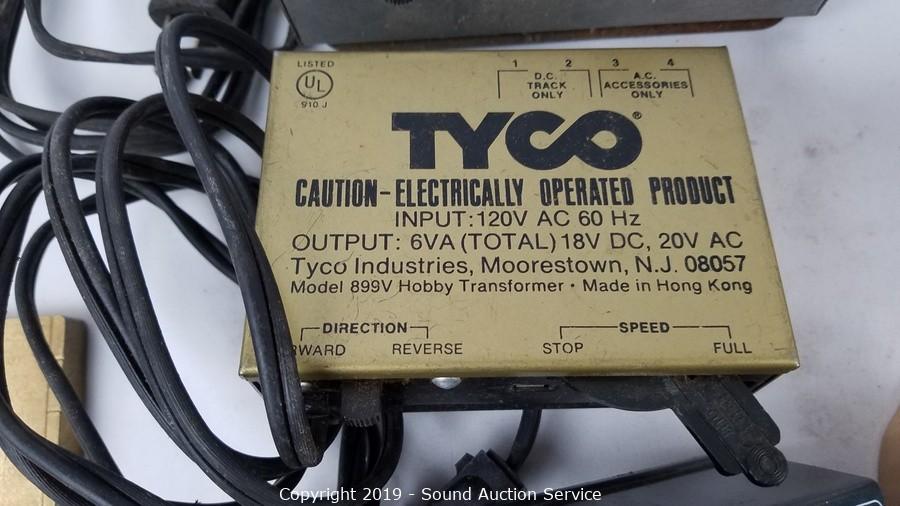 LISTED
UL
910 J
1 2 3 4
D.C. TRACK ONLY
A.C. ACCESSORIES ONLY
TYCO®
CAUTION-ELECTRICALLY OPERATED PRODUCT
INPUT: 120V AC 60 Hz
OUTPUT: 6VA (TOTAL) 18V DC, 20V AC
Tyco Industries, Moorestown, N.J. 08057
Model 899V Hobby Transformer • Made in Hong Kong
DIRECTION SPEED
RWARD REVERSE STOP FULL
Copyright 2019 - Sound Auction Service